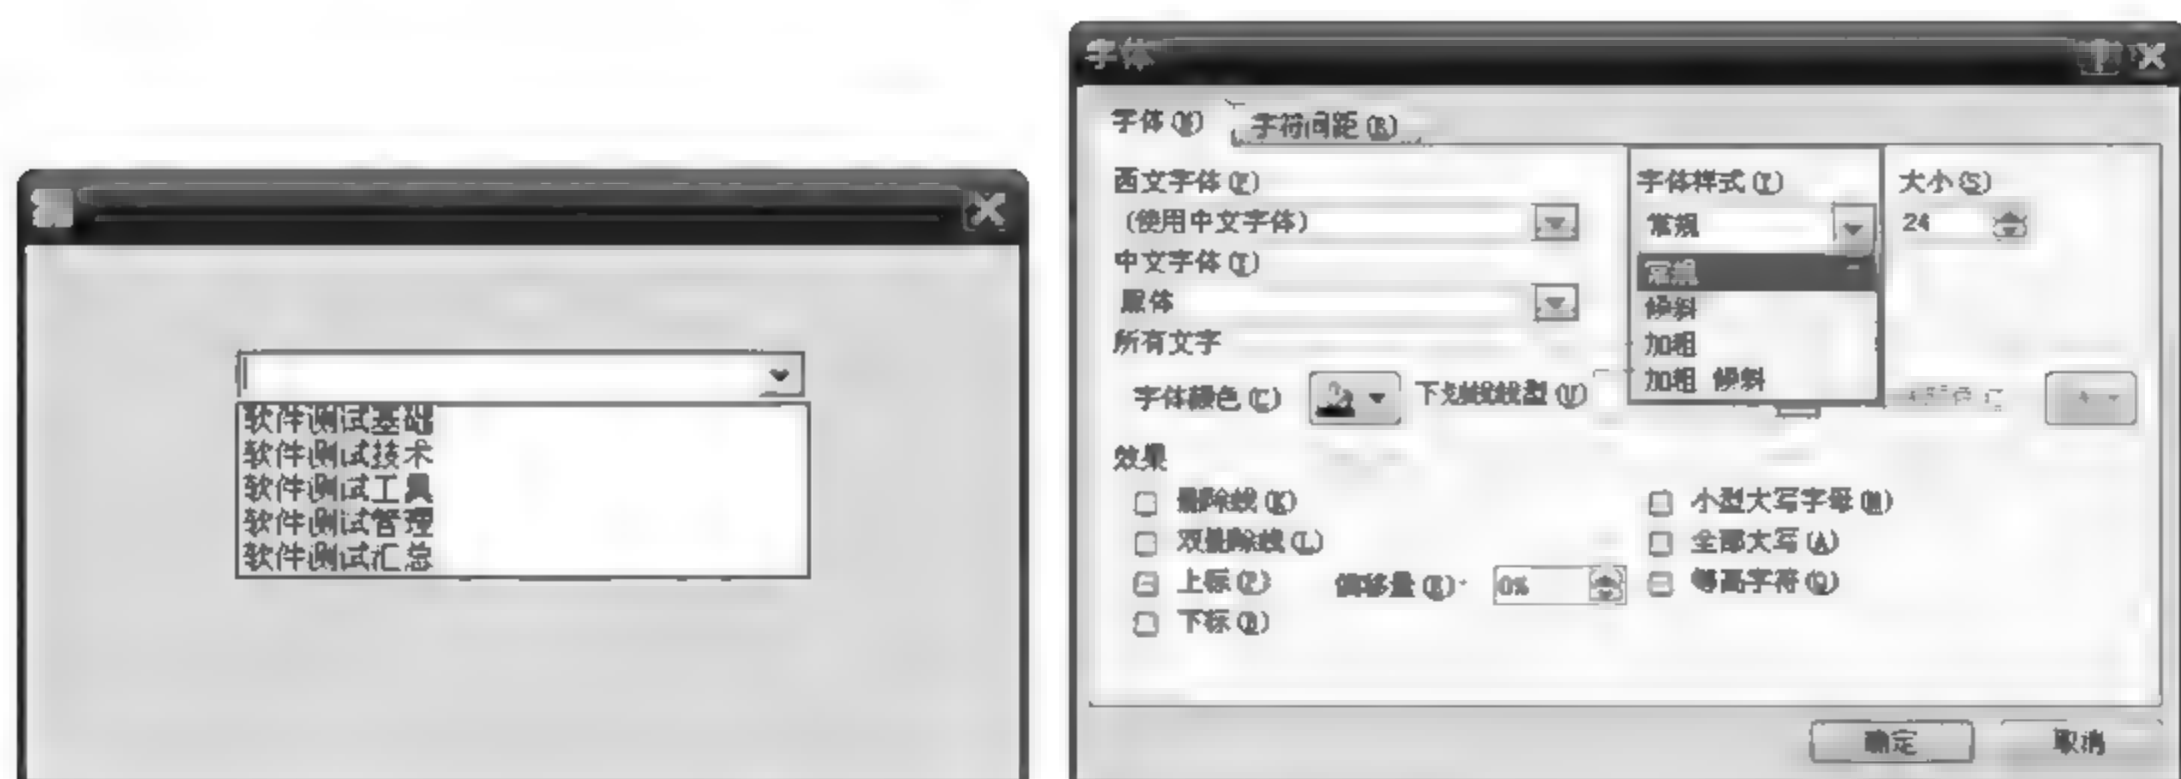 软件测试基础
软件测试技术
软件测试工具
软件测试管理
软件测试汇总
字体
字体(N) 字符间距(R)
西文字体(F) 字体样式(Y) 大小(S)
(使用中文字体) 常规 24
中文字体(T) 常规
黑体 倾斜
所有文字 加粗
加粗 倾斜
字体颜色(C) 下划线线型(U)
效果
删除线(K) 小型大写字母(M)
双删除线(L) 全部大写(A)
上标(P) 偏移量(E) 0% 等高字符(Q)
下标(B)
确定 取消